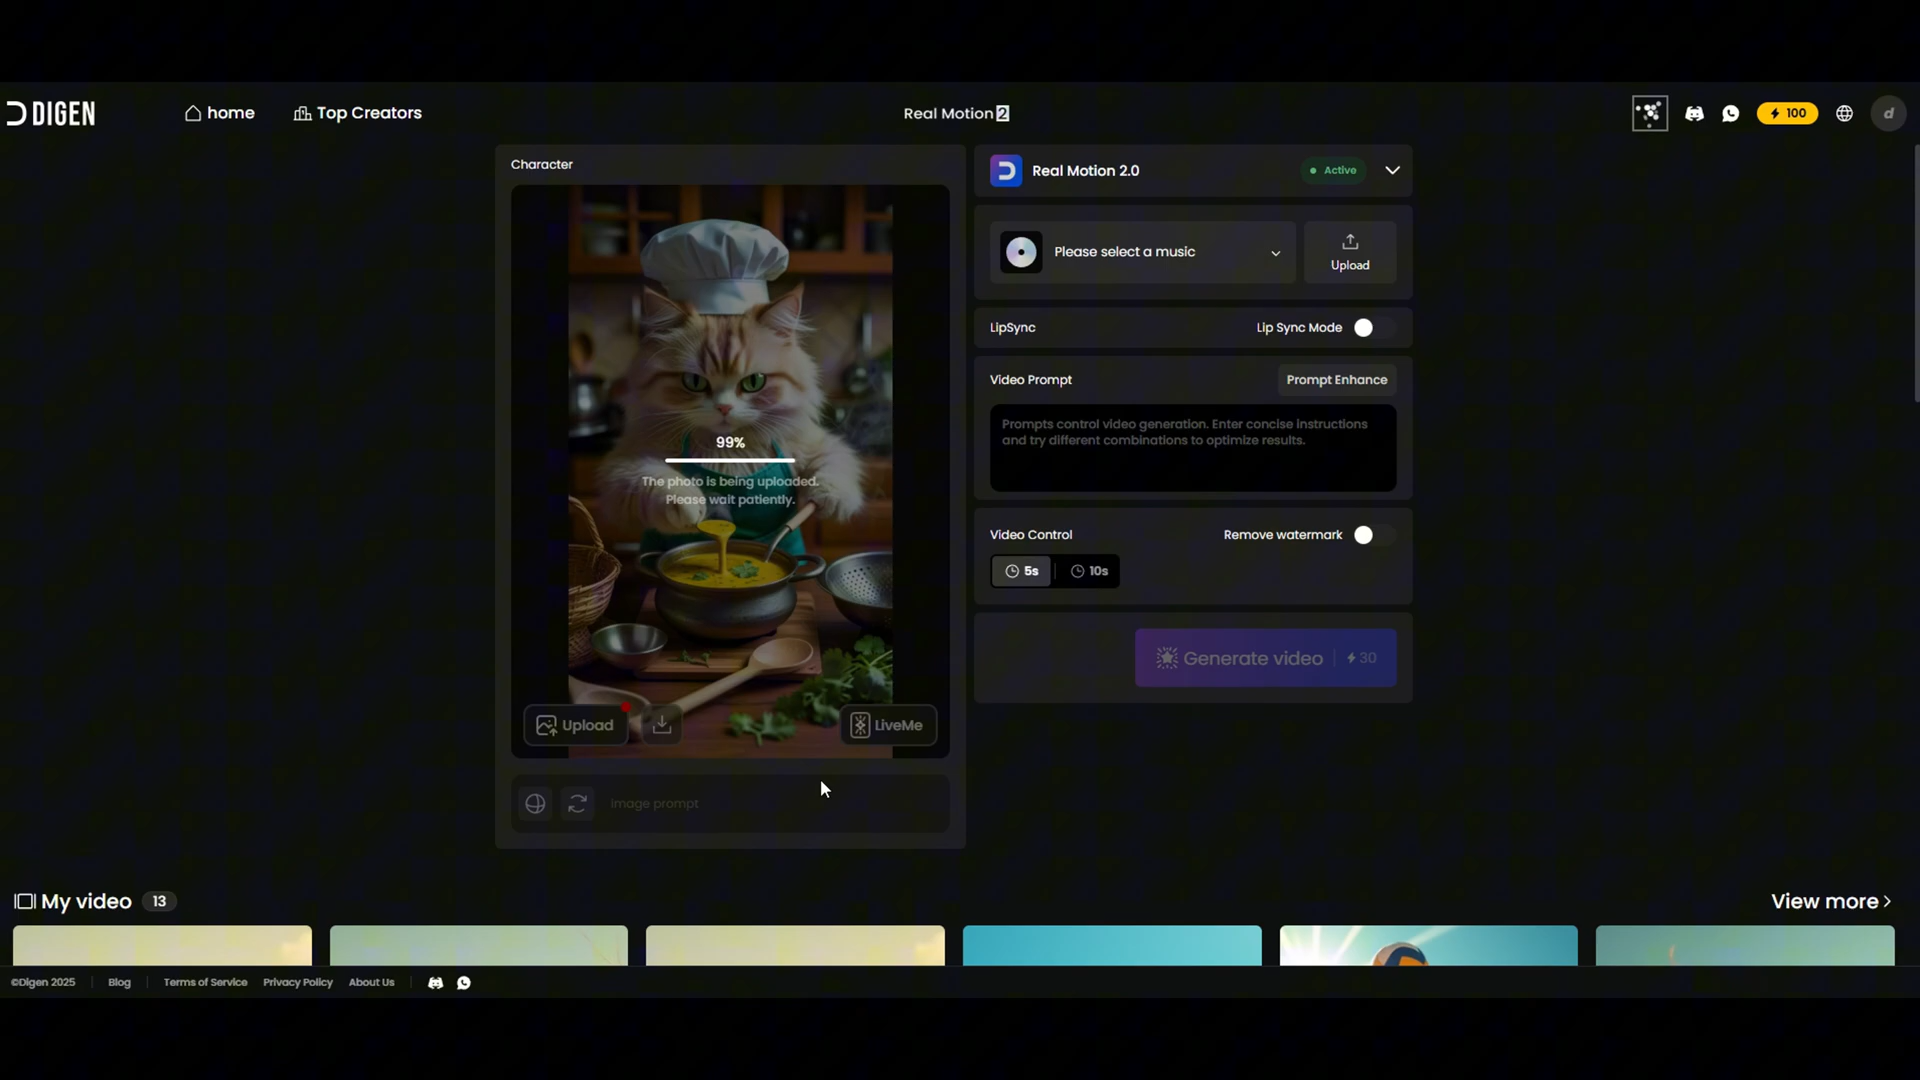 DIGEN
home
Top Creators
Real Motion 2
100
d
Character
99%
The photo is being uploaded.
Please wait patiently.
Upload
LiveMe
image prompt
Real Motion 2.0
Active
Please select a music
Upload
LipSync
Lip Sync Mode
Video Prompt
Prompt Enhance
Prompts control video generation. Enter concise instructions
and try different combinations to optimize results.
Video Control
Remove watermark
5s
10s
Generate video
30
My video 13
View more
©Digen 2025
Blog
Terms of Service
Privacy Policy
About Us